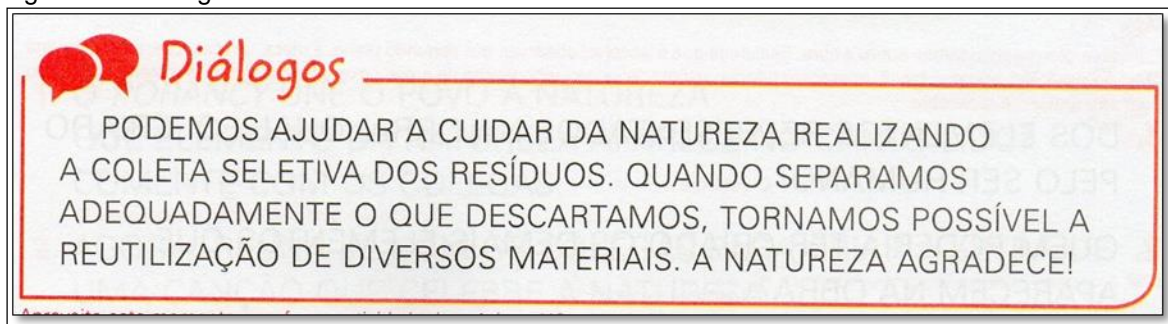 Diálogos
PODEMOS AJUDAR A CUIDAR DA NATUREZA REALIZANDO
A COLETA SELETIVA DOS RESÍDUOS. QUANDO SEPARAMOS
ADEQUADAMENTE O QUE DESCARTAMOS, TORNAMOS POSSÍVEL A
REUTILIZAÇÃO DE DIVERSOS MATERIAIS. A NATUREZA AGRADECE!